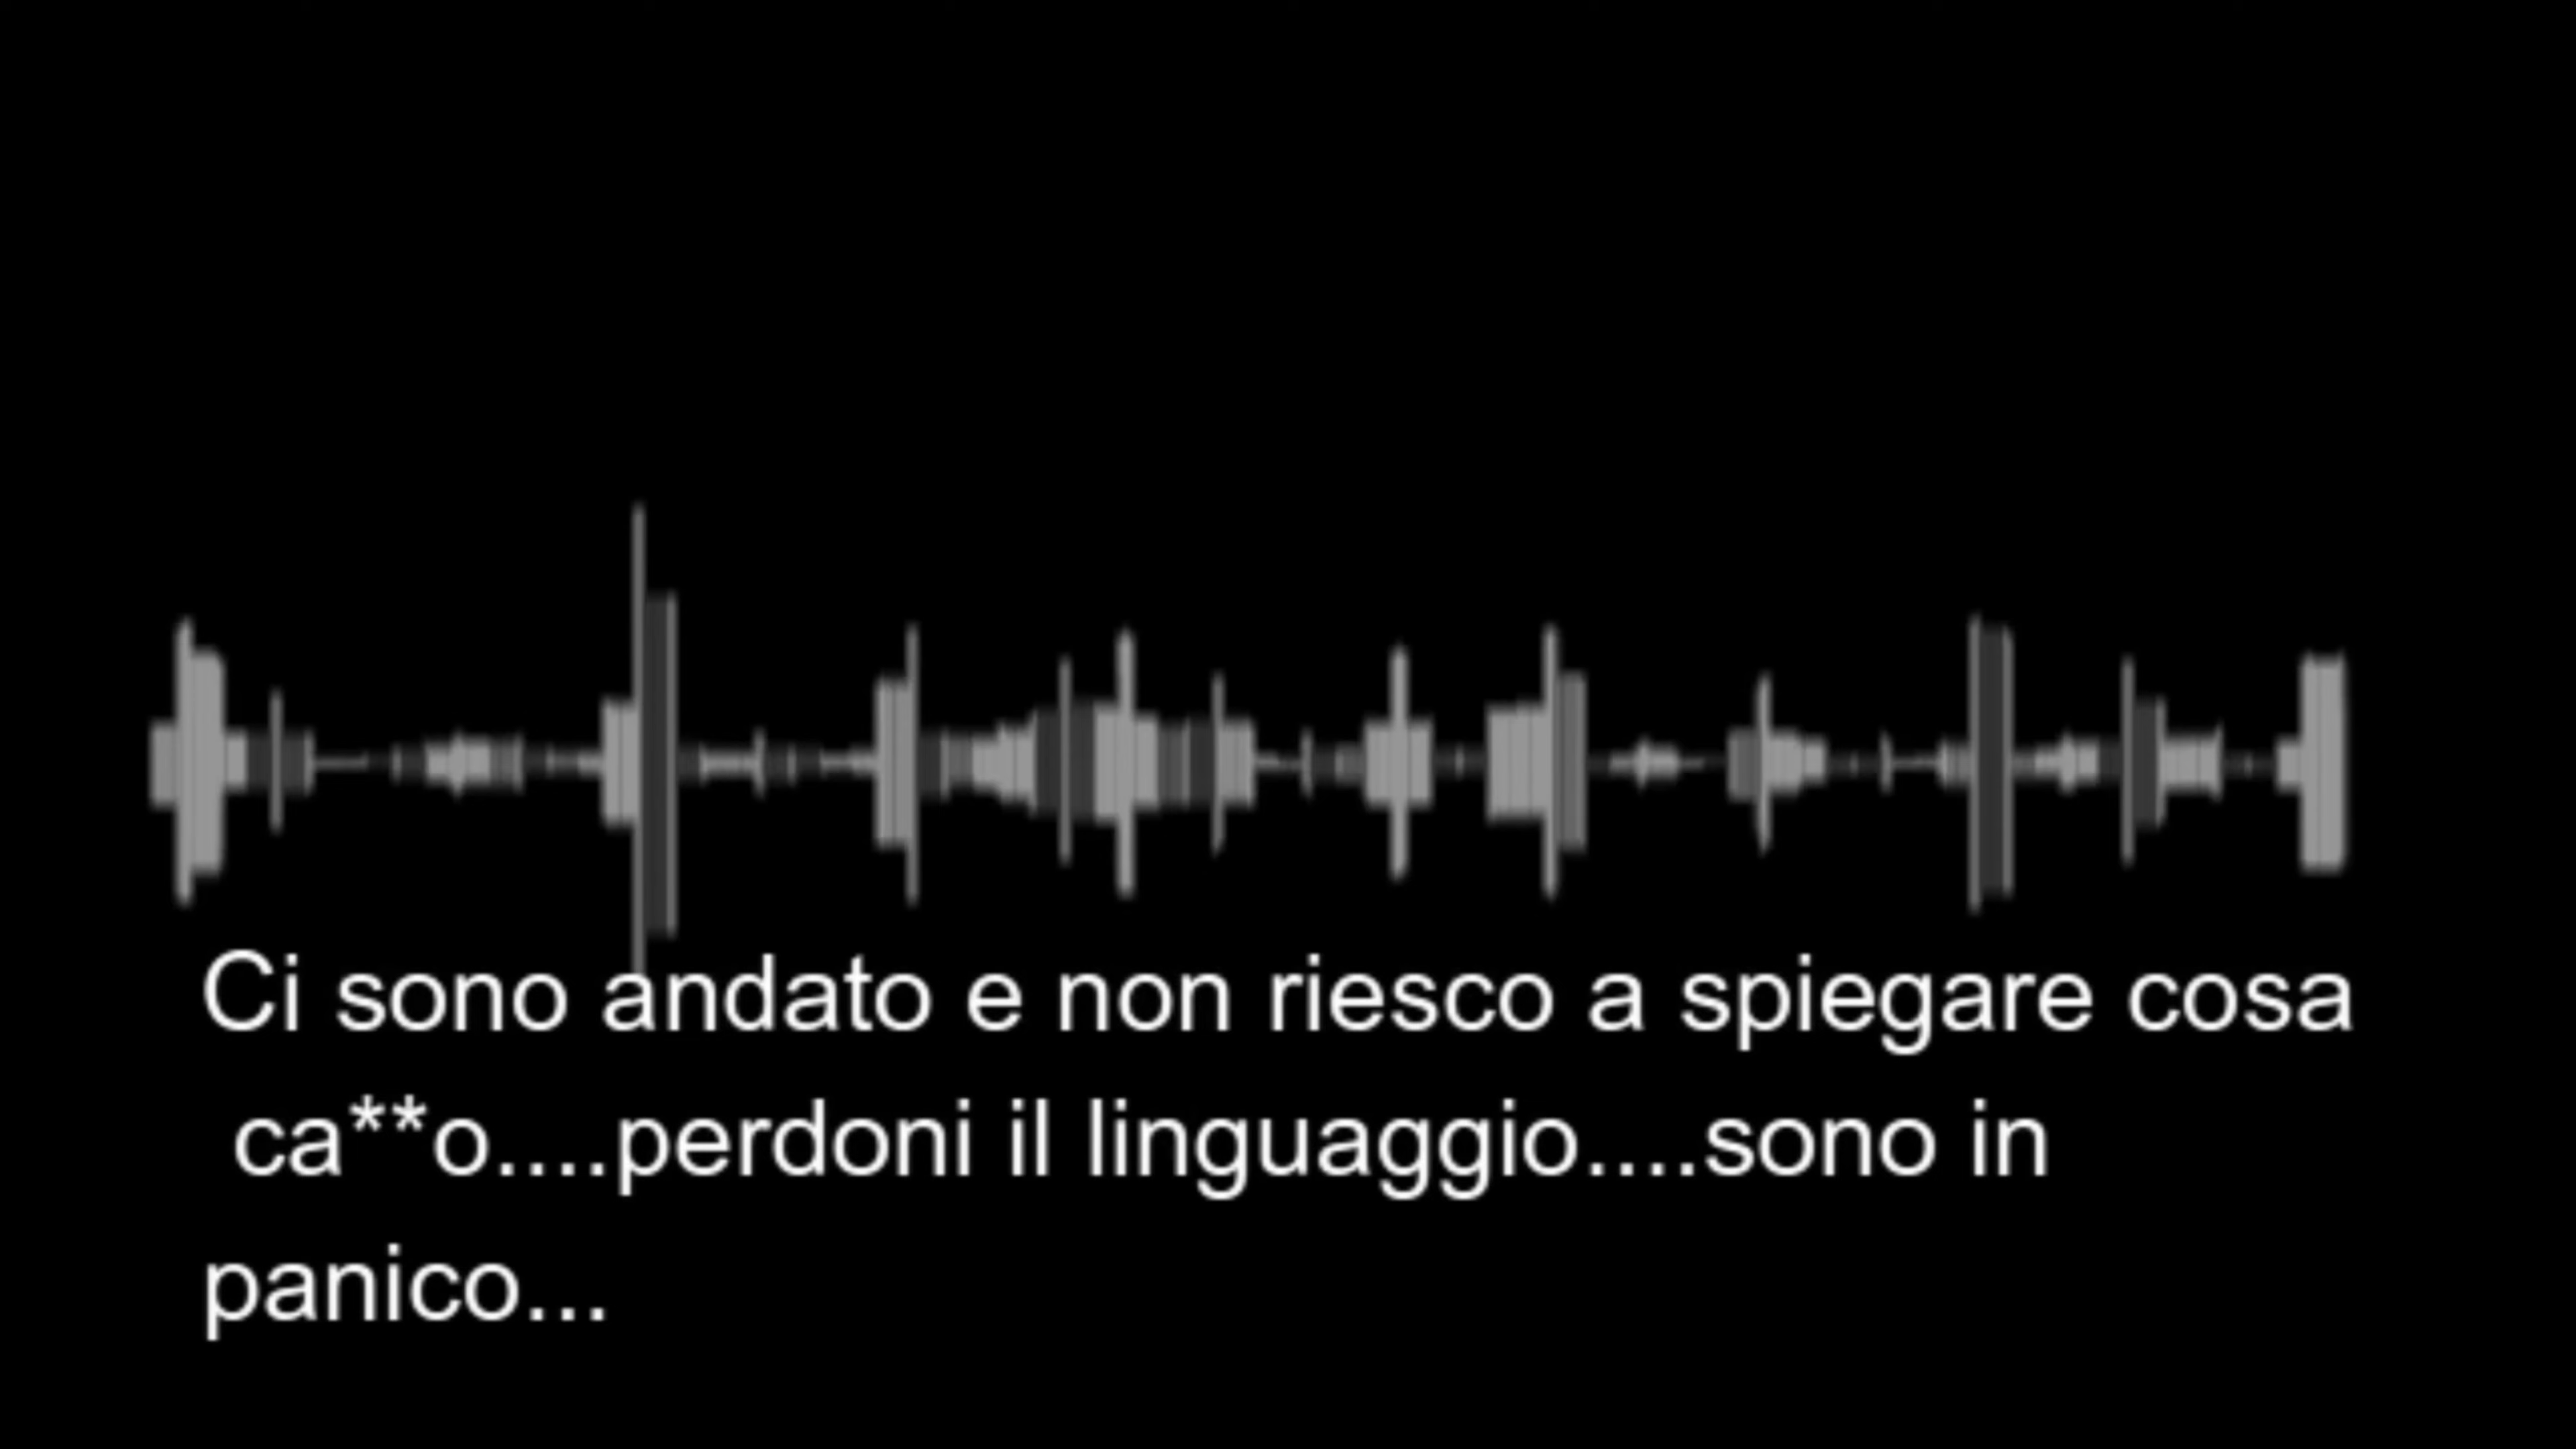 Ci sono andato e non riesco a spiegare cosa
ca**o....perdoni il linguaggio....sono in
panico...